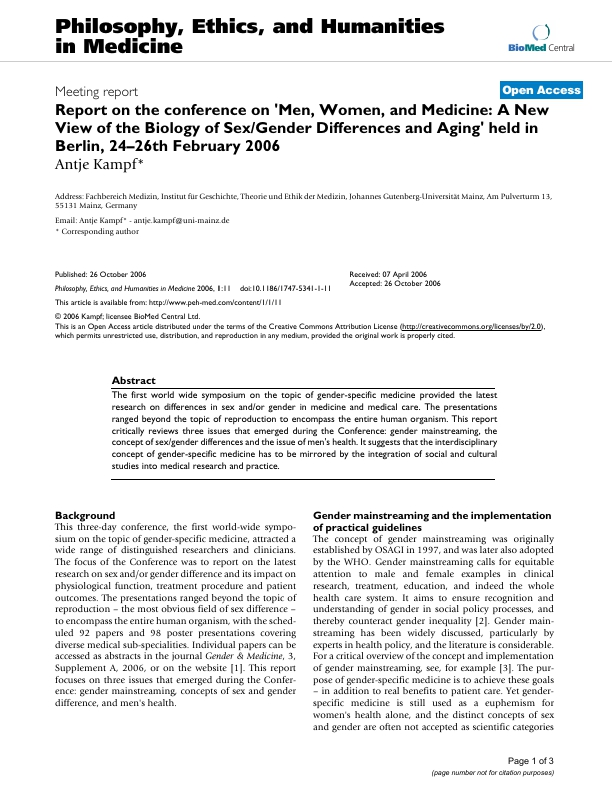 Philosophy, Ethics, and Humanities
in Medicine
BioMed Central
Open Access
Meeting report
Report on the conference on 'Men, Women, and Medicine: A New
View of the Biology of Sex/Gender Differences and Aging' held in
Berlin, 24–26th February 2006
Antje Kampf*
Address: Fachbereich Medizin, Institut für Geschichte, Theorie und Ethik der Medizin, Johannes Gutenberg-Universität Mainz, Am Pulverturm 13,
55131 Mainz, Germany
Email: Antje Kampf* - antje.kampf@uni-mainz.de
* Corresponding author
Published: 26 October 2006
Philosophy, Ethics, and Humanities in Medicine 2006, 1:11 doi:10.1186/1747-5341-1-11
This article is available from: http://www.peh-med.com/content/1/1/11
Received: 07 April 2006
Accepted: 26 October 2006
© 2006 Kampf; licensee BioMed Central Ltd.
This is an Open Access article distributed under the terms of the Creative Commons Attribution License (http://creativecommons.org/licenses/by/2.0),
which permits unrestricted use, distribution, and reproduction in any medium, provided the original work is properly cited.
Abstract
The first world wide symposium on the topic of gender-specific medicine provided the latest
research on differences in sex and/or gender in medicine and medical care. The presentations
ranged beyond the topic of reproduction to encompass the entire human organism. This report
critically reviews three issues that emerged during the Conference: gender mainstreaming, the
concept of sex/gender differences and the issue of men's health. It suggests that the interdisciplinary
concept of gender-specific medicine has to be mirrored by the integration of social and cultural
studies into medical research and practice.
Background
This three-day conference, the first world-wide sympo-
sium on the topic of gender-specific medicine, attracted a
wide range of distinguished researchers and clinicians.
The focus of the Conference was to report on the latest
research on sex and/or gender difference and its impact on
physiological function, treatment procedure and patient
outcomes. The presentations ranged beyond the topic of
reproduction – the most obvious field of sex difference –
to encompass the entire human organism, with the sched-
uled 92 papers and 98 poster presentations covering
diverse medical sub-specialities. Individual papers can be
accessed as abstracts in the journal Gender & Medicine, 3,
Supplement A, 2006, or on the website [1]. This report
focuses on three issues that emerged during the Confer-
ence: gender mainstreaming, concepts of sex and gender
difference, and men's health.
Gender mainstreaming and the implementation
of practical guidelines
The concept of gender mainstreaming was originally
established by OSAGI in 1997, and was later also adopted
by the WHO. Gender mainstreaming calls for equitable
attention to male and female examples in clinical
research, treatment, education, and indeed the whole
health care system. It aims to ensure recognition and
understanding of gender in social policy processes, and
thereby counteract gender inequality [2]. Gender main-
streaming has been widely discussed, particularly by
experts in health policy, and the literature is considerable.
For a critical overview of the concept and implementation
of gender mainstreaming, see, for example [3]. The pur-
pose of gender-specific medicine is to achieve these goals
– in addition to real benefits to patient care. Yet gender-
specific medicine is still used as a euphemism for
women's health alone, and the distinct concepts of sex
and gender are often not accepted as scientific categories
Page 1 of 3
(page number not for citation purposes)